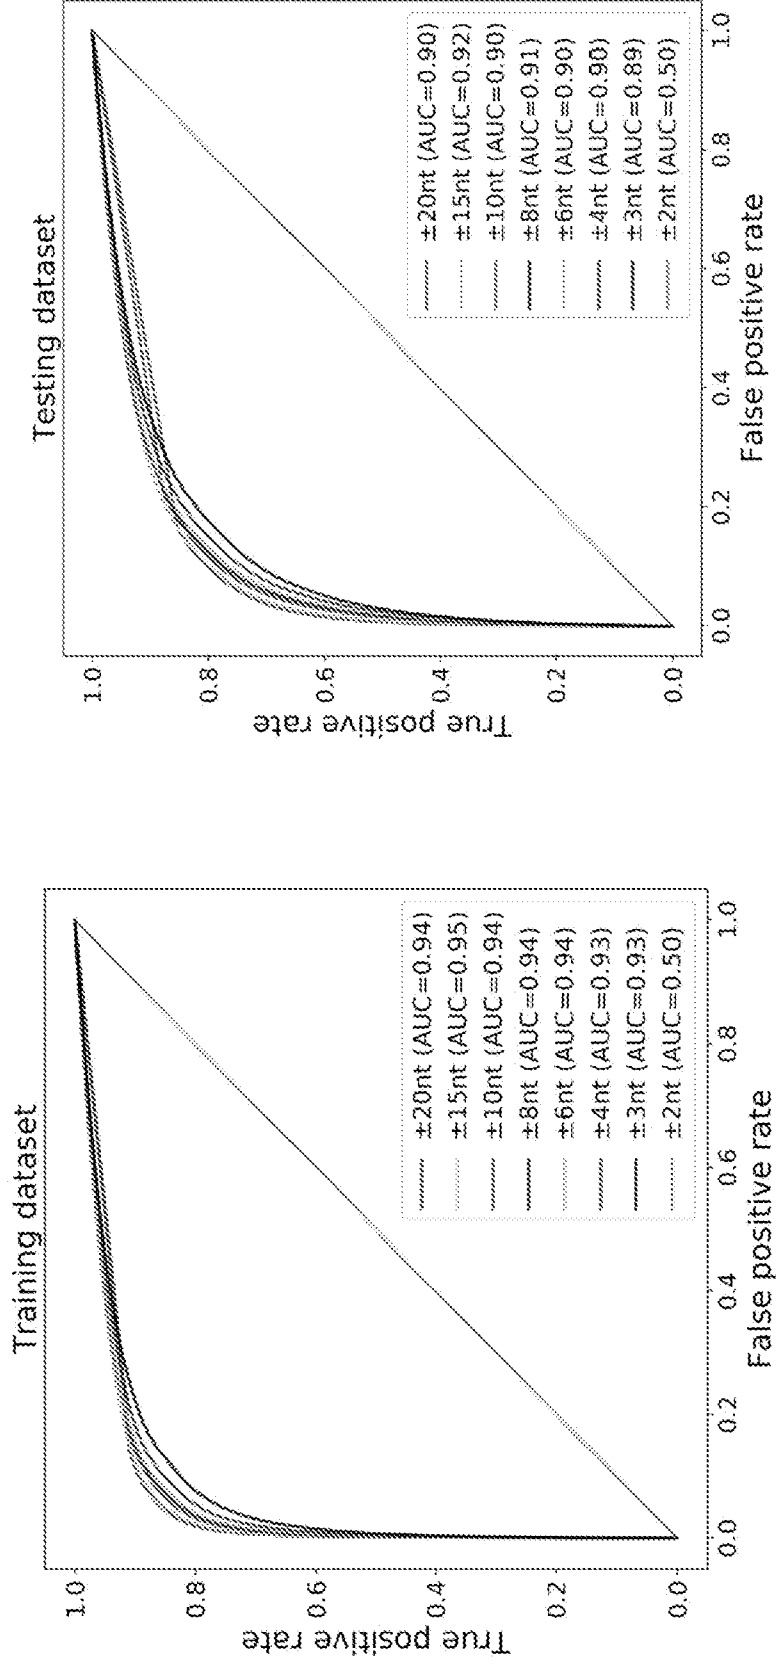 Training dataset
True positive rate
1.0
0.8
0.6
0.4
0.2
0.0
±20nt (AUC=0.94)
±15nt (AUC=0.95)
±10nt (AUC=0.94)
±8nt (AUC=0.94)
±6nt (AUC=0.94)
±4nt (AUC=0.93)
±3nt (AUC=0.93)
±2nt (AUC=0.50)
0.0 0.2 0.4 0.6 0.8 1.0
False positive rate
Testing dataset
True positive rate
1.0
0.8
0.6
0.4
0.2
0.0
±20nt (AUC=0.90)
±15nt (AUC=0.92)
±10nt (AUC=0.90)
±8nt (AUC=0.91)
±6nt (AUC=0.90)
±4nt (AUC=0.90)
±3nt (AUC=0.89)
±2nt (AUC=0.50)
0.0 0.2 0.4 0.6 0.8 1.0
False positive rate